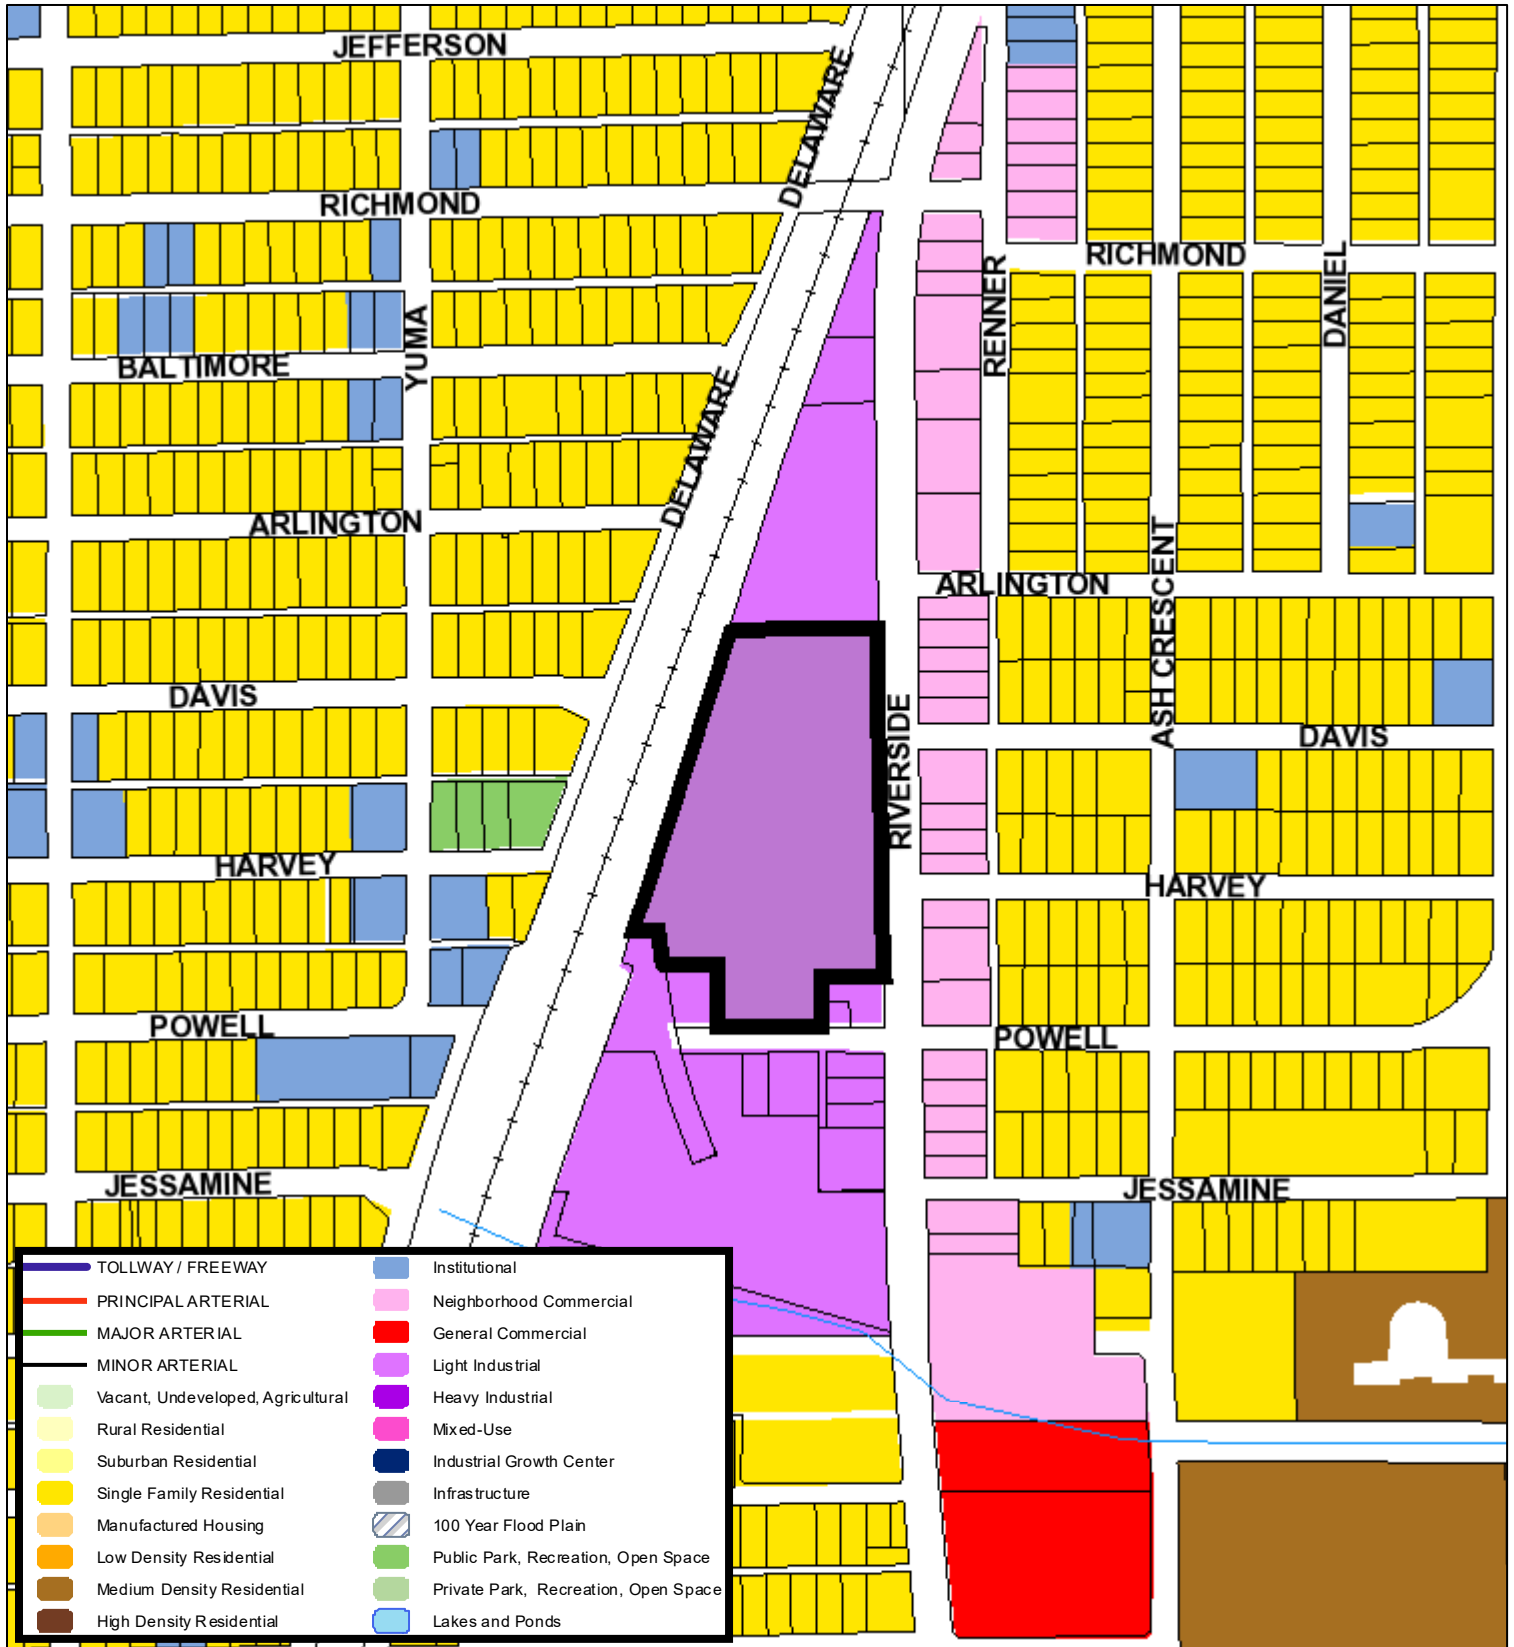 JEFFERSON
DELAWARE
RICHMOND
RICHMOND
RENNER
DANIEL
YUMA
BALTIMORE
DELAWARE
ARLINGTON
ARLINGTON
ASH CRESCENT
DAVIS
RIVERSIDE
DAVIS
HARVEY
HARVEY
POWELL
POWELL
JESSAMINE
JESSAMINE
TOLLWAY / FREEWAY
PRINCIPAL ARTERIAL
MAJOR ARTERIAL
MINOR ARTERIAL
Vacant, Undeveloped, Agricultural
Rural Residential
Suburban Residential
Single Family Residential
Manufactured Housing
Low Density Residential
Medium Density Residential
High Density Residential
Institutional
Neighborhood Commercial
General Commercial
Light Industrial
Heavy Industrial
Mixed-Use
Industrial Growth Center
Infrastructure
100 Year Flood Plain
Public Park, Recreation, Open Space
Private Park, Recreation, Open Space
Lakes and Ponds